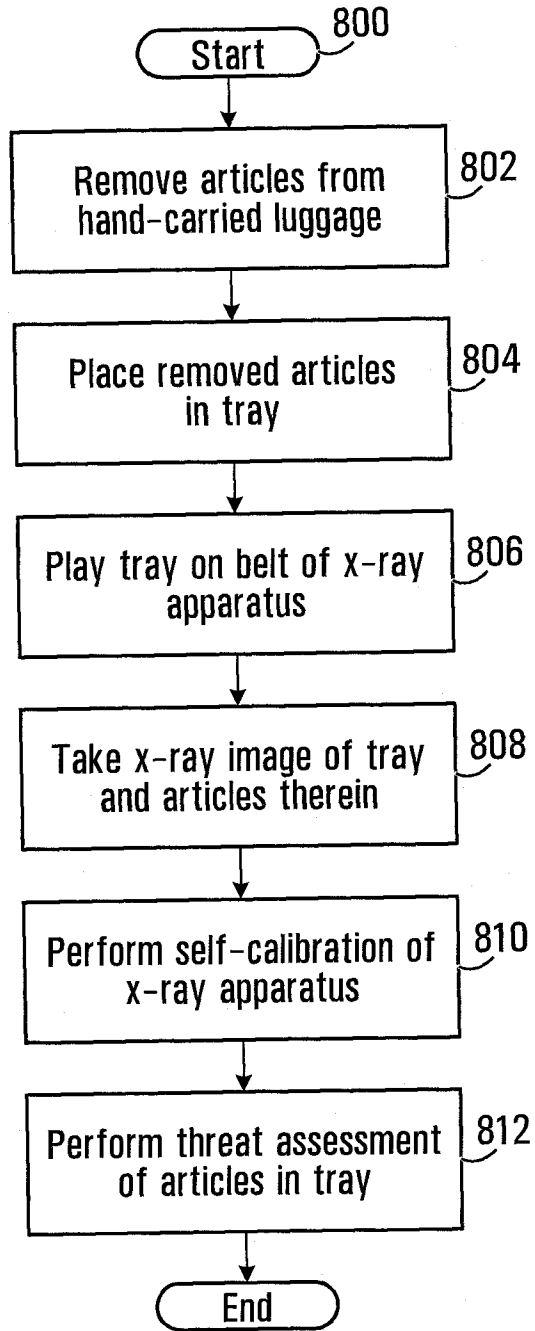 Start
800
Remove articles from
hand-carried luggage
802
Place removed articles
in tray
804
Play tray on belt of x-ray
apparatus
806
Take x-ray image of tray
and articles therein
808
Perform self-calibration of
x-ray apparatus
810
Perform threat assessment
of articles in tray
812
End